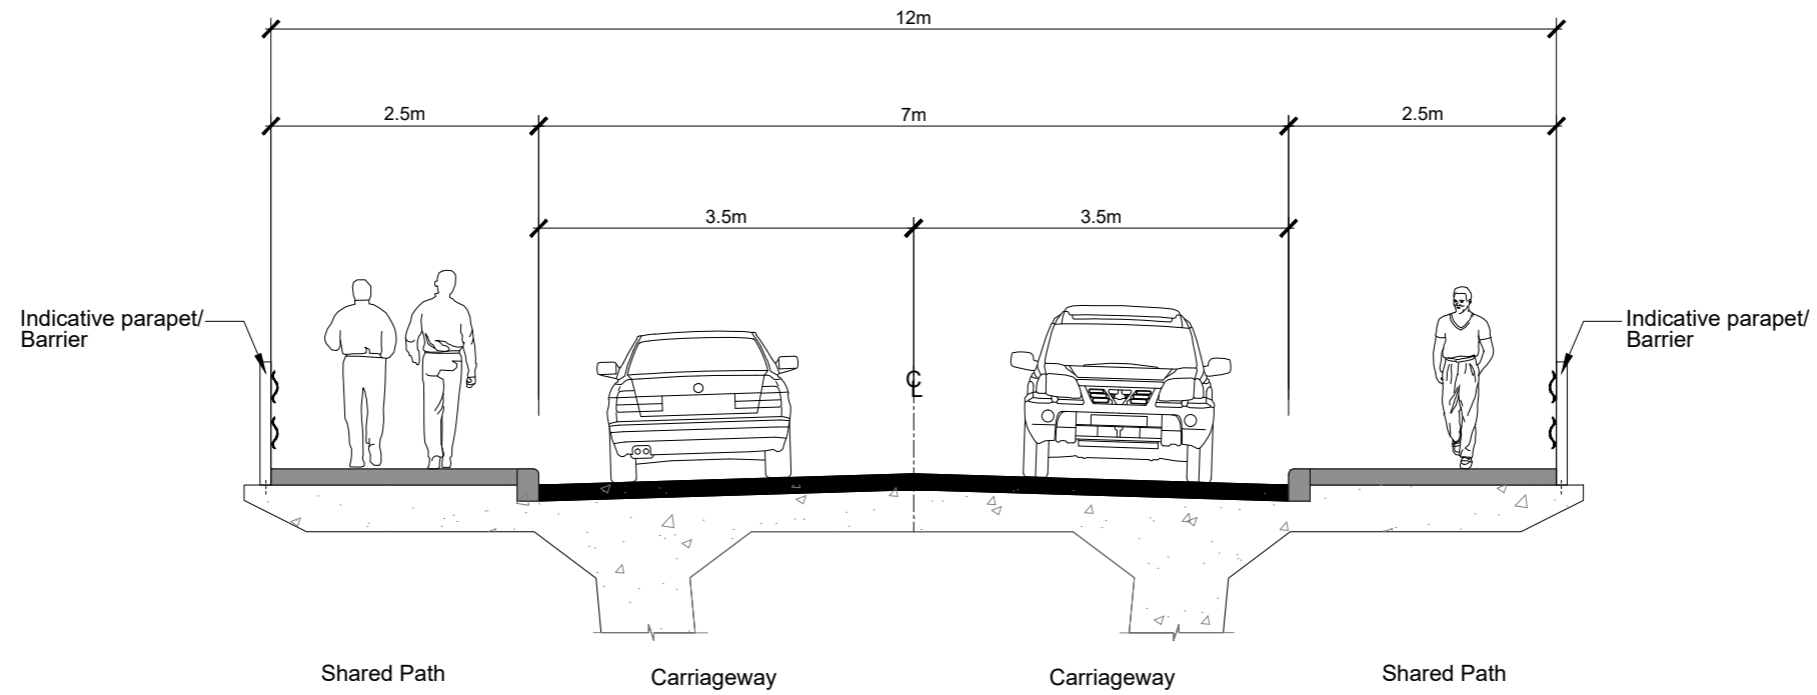 12m
2.5m
7m
2.5m
3.5m
3.5m
Indicative parapet/
Barrier
Indicative parapet/
Barrier
CL
Shared Path
Carriageway
Carriageway
Shared Path